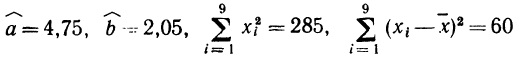 â = 4,75, b̂ = 2,05, ∑_{i=1}^{9} x_i^2 = 285, ∑_{i=1}^{9} (x_i − x̄)^2 = 60